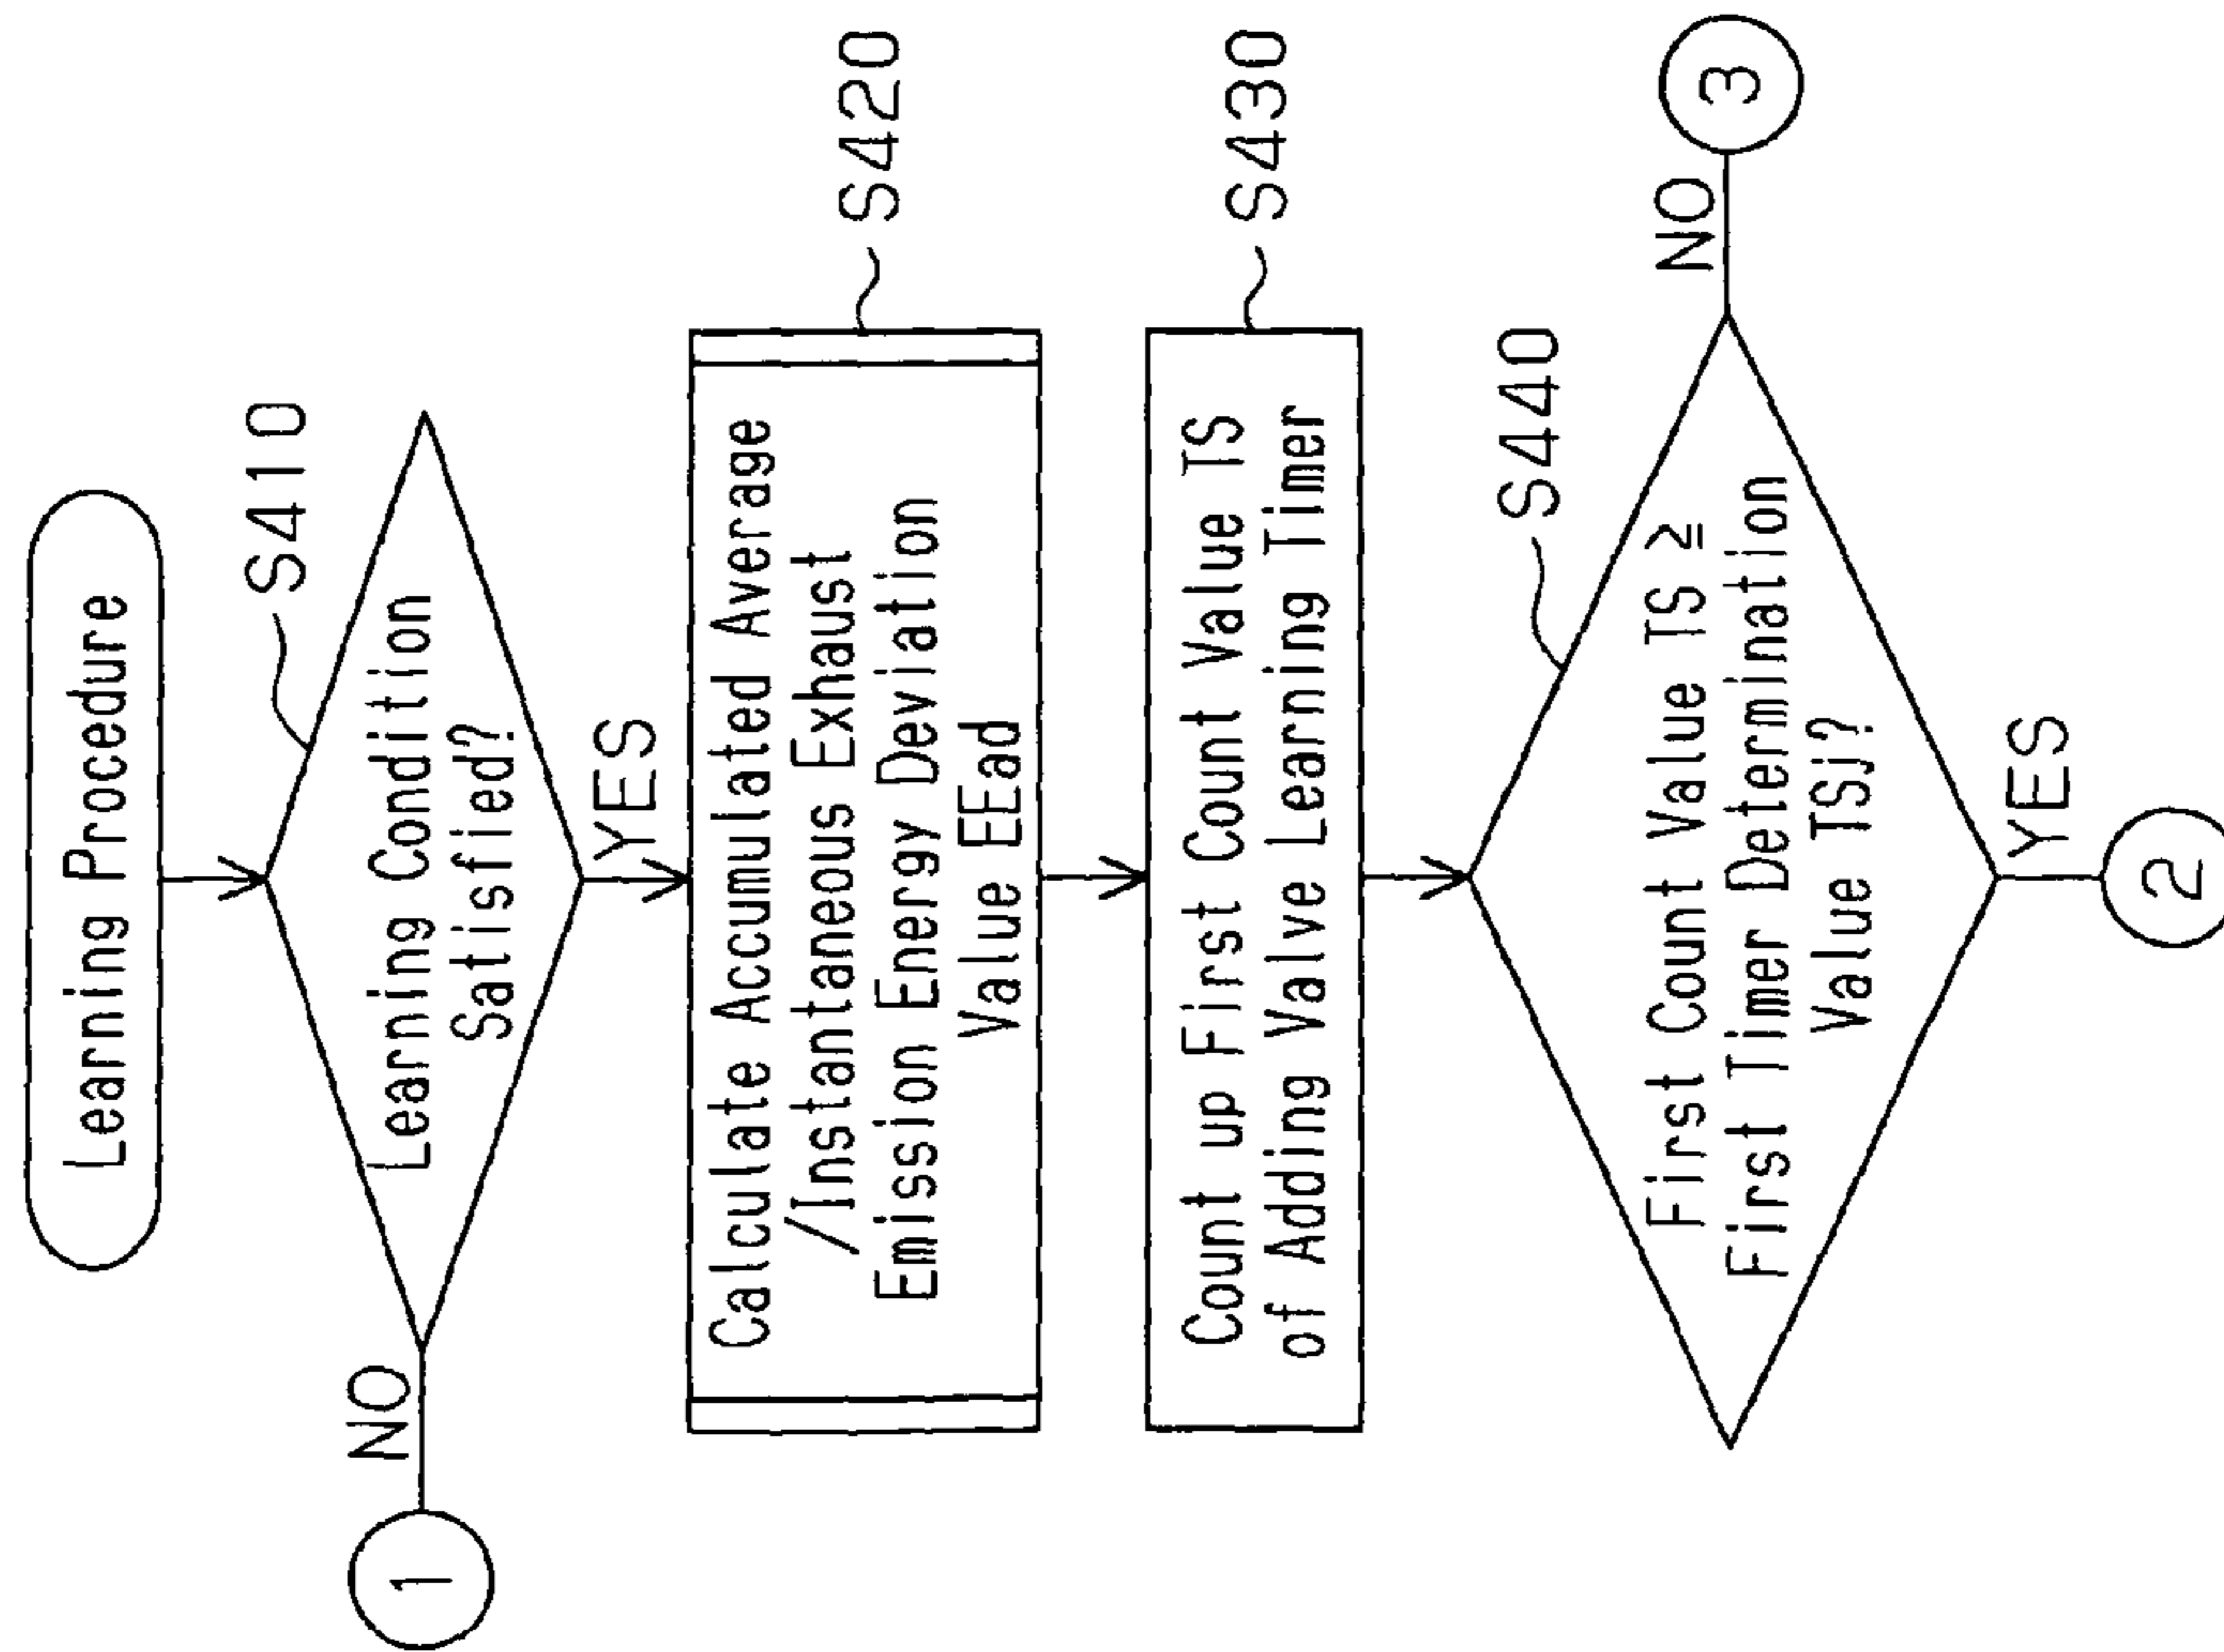 Learning Procedure
S410
Learning Condition
Satisfied?
NO
1
YES
Calculate Accumulated Average
/Instantaneous Exhaust
Emission Energy Deviation
Value EEad
S420
Count up First Count Value TS
of Adding Valve Learning Timer
S430
S440
First Count Value TS ≥
First Timer Determination
Value TSj?
NO
3
YES
2